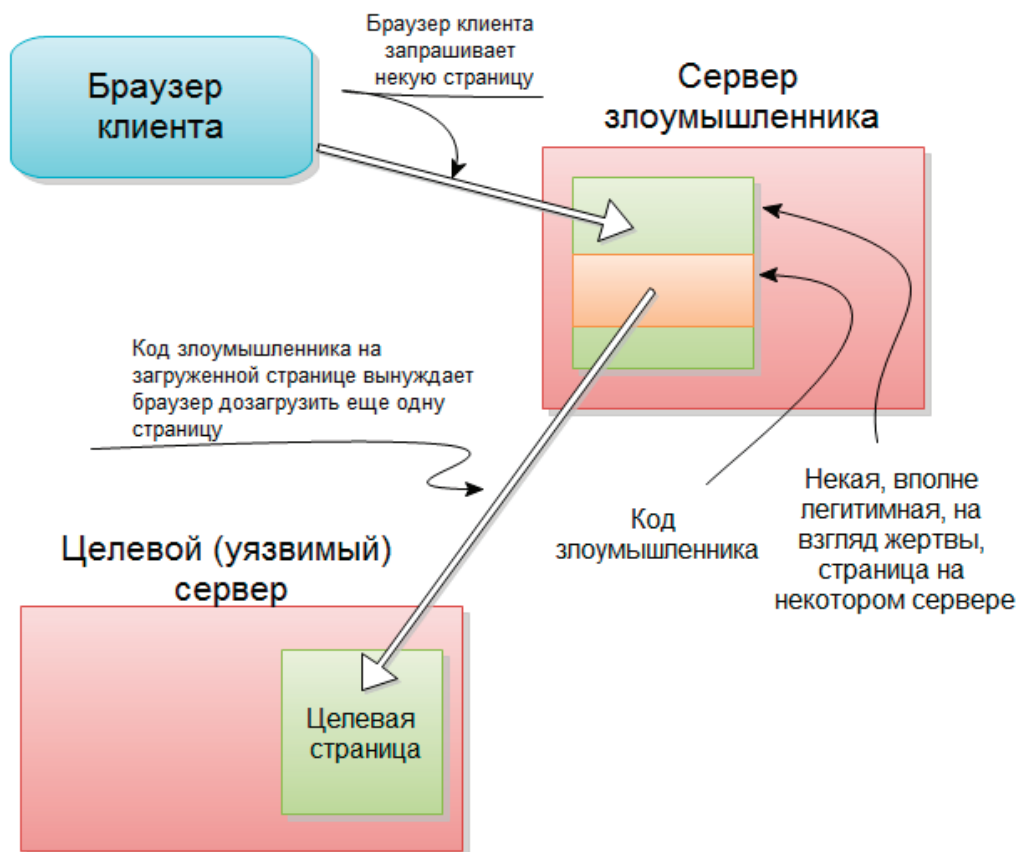 Браузер клиента
запрашивает
некую страницу
Браузер
клиента
Сервер
злоумышленника
Код злоумышленника на
загруженной странице вынуждает
браузер дозагрузить еще одну
страницу
Код
злоумышленника
Некая, вполне
легитимная, на
взгляд жертвы,
страница на
некотором сервере
Целевой (уязвимый)
сервер
Целевая
страница